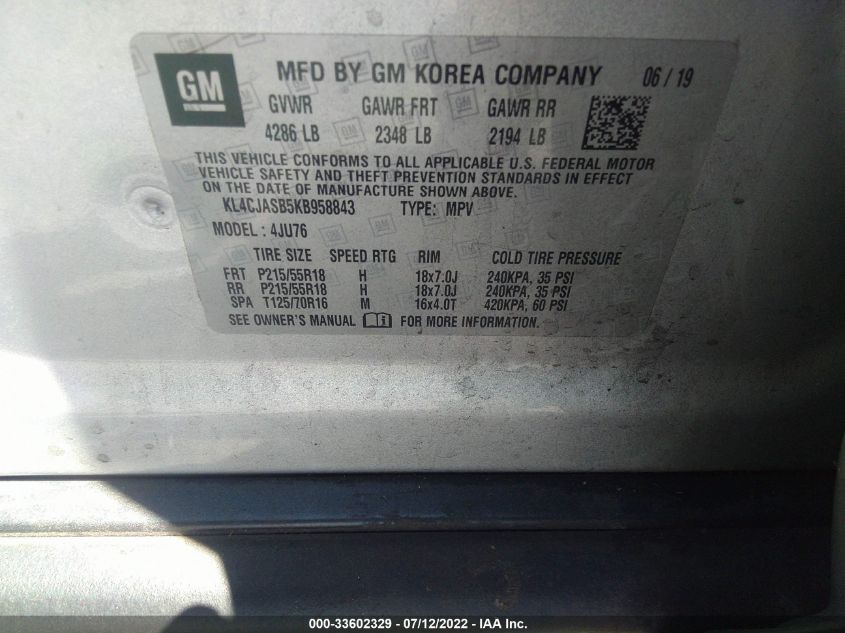 GM
MFD BY GM KOREA COMPANY 06/19
GVWR GAWR FRT GAWR RR
4286 LB 2348 LB 2194 LB
THIS VEHICLE CONFORMS TO ALL APPLICABLE U.S. FEDERAL MOTOR
VEHICLE SAFETY AND THEFT PREVENTION STANDARDS IN EFFECT
ON THE DATE OF MANUFACTURE SHOWN ABOVE.
KL4CJASB5KB958843 TYPE: MPV
MODEL: 4JU76
TIRE SIZE SPEED RTG RIM COLD TIRE PRESSURE
FRT P215/55R18 H 18x7.0J 240KPA, 35 PSI
RR P215/55R18 H 18x7.0J 240KPA, 35 PSI
SPA T125/70R16 M 16x4.0T 420KPA, 60 PSI
SEE OWNER'S MANUAL FOR MORE INFORMATION.
000-33602329 - 07/12/2022 - IAA Inc.